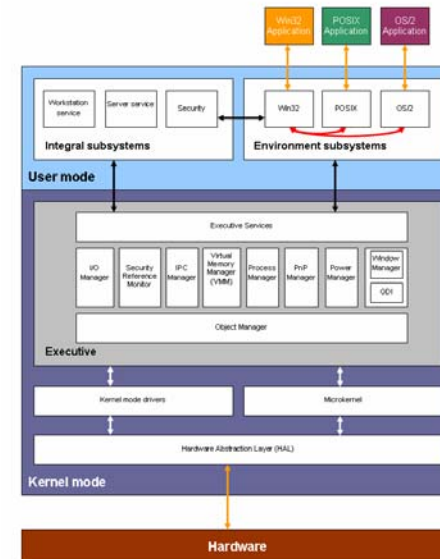 Win32
Application
POSIX
Application
OS/2
Application
Workstation
service
Server service
Security
Win32
POSIX
OS/2
Integral subsystems
Environment subsystems
User mode
Executive Services
I/O
Manager
Security
Reference
Monitor
IPC
Manager
Virtual
Memory
Manager
(VMM)
Process
Manager
PnP
Manager
Power
Manager
Window
Manager
GDI
Object Manager
Executive
Kernel mode drivers
Microkernel
Hardware Abstraction Layer (HAL)
Kernel mode
Hardware